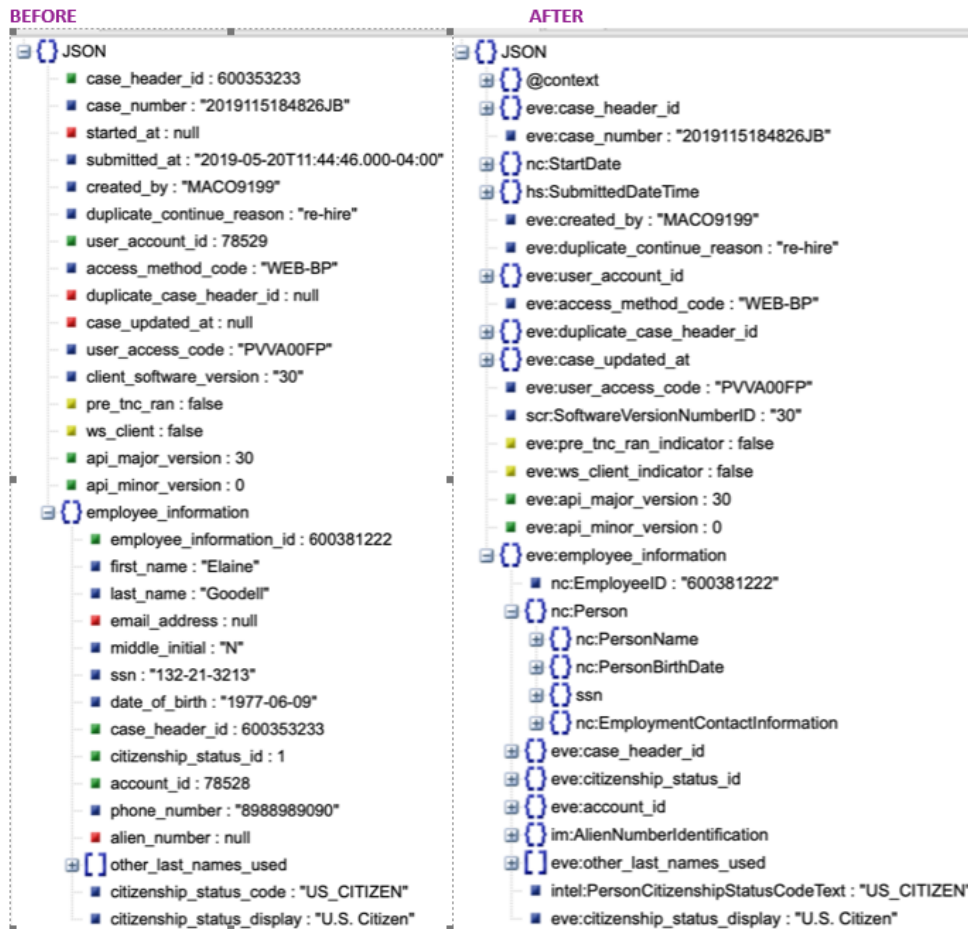 BEFORE
JSON
case_header_id : 600353233
case_number : "2019115184826JB"
started_at : null
submitted_at : "2019-05-20T11:44:46.000-04:00"
created_by : "MACO9199"
duplicate_continue_reason : "re-hire"
user_account_id : 78529
access_method_code : "WEB-BP"
duplicate_case_header_id : null
case_updated_at : null
user_access_code : "PVVA00FP"
client_software_version : "30"
pre_tnc_ran : false
ws_client : false
api_major_version : 30
api_minor_version : 0
employee_information
employee_information_id : 600381222
first_name : "Elaine"
last_name : "Goodell"
email_address : null
middle_initial : "N"
ssn : "132-21-3213"
date_of_birth : "1977-06-09"
case_header_id : 600353233
citizenship_status_id : 1
account_id : 78528
phone_number : "8988989090"
alien_number : null
other_last_names_used
citizenship_status_code : "US_CITIZEN"
citizenship_status_display : "U.S. Citizen"
AFTER
JSON
@context
eve:case_header_id
eve:case_number : "2019115184826JB"
nc:StartDate
hs:SubmittedDateTime
eve:created_by : "MACO9199"
eve:duplicate_continue_reason : "re-hire"
eve:user_account_id
eve:access_method_code : "WEB-BP"
eve:duplicate_case_header_id
eve:case_updated_at
eve:user_access_code : "PVVA00FP"
scr:SoftwareVersionNumberID : "30"
eve:pre_tnc_ran_indicator : false
eve:ws_client_indicator : false
eve:api_major_version : 30
eve:api_minor_version : 0
eve:employee_information
nc:EmployeeID : "600381222"
nc:Person
nc:PersonName
nc:PersonBirthDate
ssn
nc:EmploymentContactInformation
eve:case_header_id
eve:citizenship_status_id
eve:account_id
im:AlienNumberIdentification
eve:other_last_names_used
intel:PersonCitizenshipStatusCodeText : "US_CITIZEN"
eve:citizenship_status_display : "U.S. Citizen"